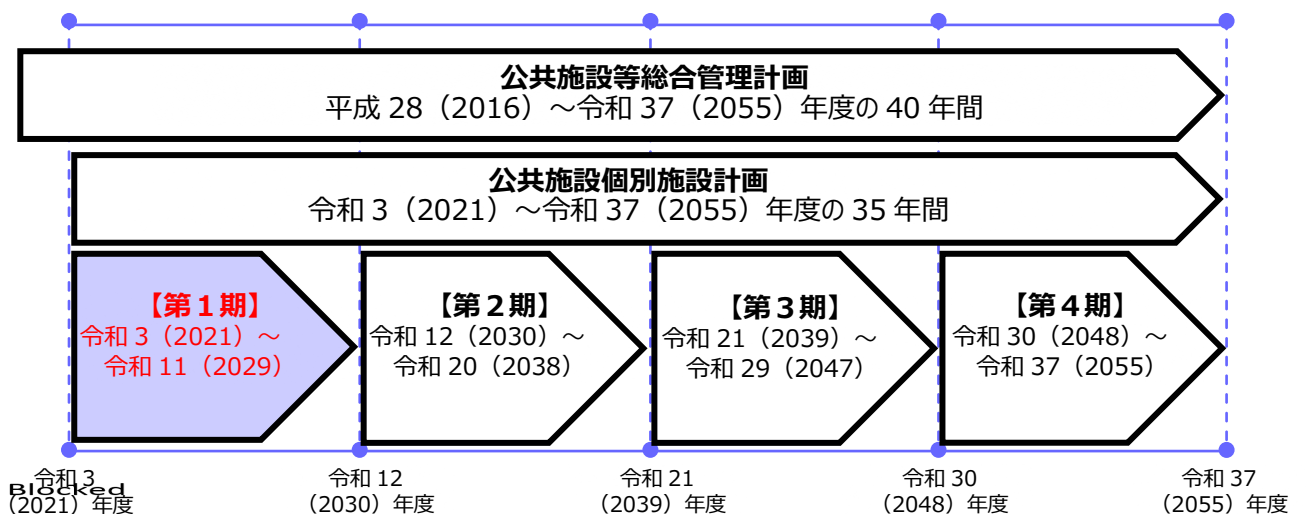 公共施設等総合管理計画
平成 28（2016）～令和 37（2055）年度の 40 年間
公共施設個別施設計画
令和 3（2021）～令和 37（2055）年度の 35 年間
【第１期】
令和 3（2021）～
令和 11（2029）
【第２期】
令和 12（2030）～
令和 20（2038）
【第３期】
令和 21（2039）～
令和 29（2047）
【第４期】
令和 30（2048）～
令和 37（2055）
令和 3
（2021）年度
Blocked
令和 12
（2030）年度
令和 21
（2039）年度
令和 30
（2048）年度
令和 37
（2055）年度